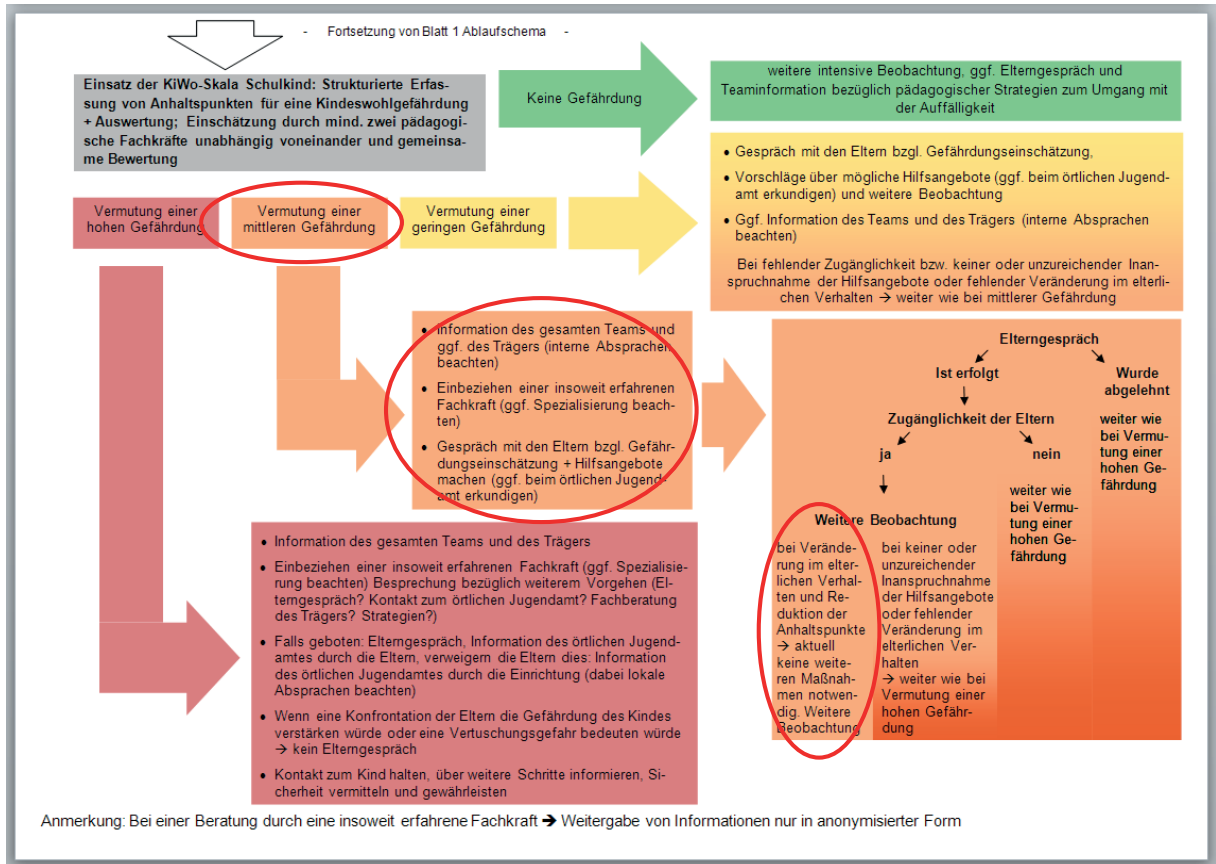 - Fortsetzung von Blatt 1 Ablaufschema -
Einsatz der KiWo-Skala Schulkind: Strukturierte Erfas-
sung von Anhaltspunkten für eine Kindeswohlgefährdung
+ Auswertung; Einschätzung durch mind. zwei pädagogi-
sche Fachkräfte unabhängig voneinander und gemeinsa-
me Bewertung
Keine Gefährdung
weitere intensive Beobachtung, ggf. Elterngespräch und
Teaminformation bezüglich pädagogischer Strategien zum Umgang mit
der Auffälligkeit
Vermutung einer
hohen Gefährdung
Vermutung einer
mittleren Gefährdung
Vermutung einer
geringen Gefährdung
• Gespräch mit den Eltern bzgl. Gefährdungseinschätzung,
• Vorschläge über mögliche Hilfsangebote (ggf. beim örtlichen Jugend-
amt erkundigen) und weitere Beobachtung
• Ggf. Information des Teams und des Trägers (interne Absprachen
beachten)
Bei fehlender Zugänglichkeit bzw. keiner oder unzureichender Inan-
spruchnahme der Hilfsangebote oder fehlender Veränderung im elterli-
chen Verhalten → weiter wie bei mittlerer Gefährdung
• Information des gesamten Teams und
ggf. des Trägers (interne Absprachen
beachten)
• Einbeziehen einer insoweit erfahrenen
Fachkraft (ggf. Spezialisierung beach-
ten)
• Gespräch mit den Eltern bzgl. Gefähr-
dungseinschätzung + Hilfsangebote
machen (ggf. beim örtlichen Jugend-
amt erkundigen)
Elterngespräch
Ist erfolgt
Wurde
abgelehnt
Zugänglichkeit der Eltern
ja
nein
weiter wie
bei Vermu-
tung einer
hohen Ge-
fährdung
weiter wie
bei Vermu-
tung einer
hohen Ge-
fährdung
Weitere Beobachtung
bei Verände-
rung im elter-
lichen Verhal-
ten und Re-
duktion der
Anhaltspunkte
→ aktuell
keine weite-
ren Maßnah-
men notwen-
dig. Weitere
Beobachtung
bei keiner oder
unzureichender
Inanspruchnahme
der Hilfsangebote
oder fehlender
Veränderung im
elterlichen Ver-
halten
→ weiter wie bei
Vermutung einer
hohen Gefähr-
dung
• Information des gesamten Teams und des Trägers
• Einbeziehen einer insoweit erfahrenen Fachkraft (ggf. Spezialisie-
rung beachten) Besprechung bezüglich weiterem Vorgehen (El-
terngespräch? Kontakt zum örtlichen Jugendamt? Fachberatung
des Trägers? Strategien?)
• Falls geboten: Elterngespräch, Information des örtlichen Jugend-
amtes durch die Eltern, verweigern die Eltern dies: Information
des örtlichen Jugendamtes durch die Einrichtung (dabei lokale
Absprachen beachten)
• Wenn eine Konfrontation der Eltern die Gefährdung des Kindes
verstärken würde oder eine Vertuschungsgefahr bedeuten würde
→ kein Elterngespräch
• Kontakt zum Kind halten, über weitere Schritte informieren, Si-
cherheit vermitteln und gewährleisten
Anmerkung: Bei einer Beratung durch eine insoweit erfahrene Fachkraft → Weitergabe von Informationen nur in anonymisierter Form